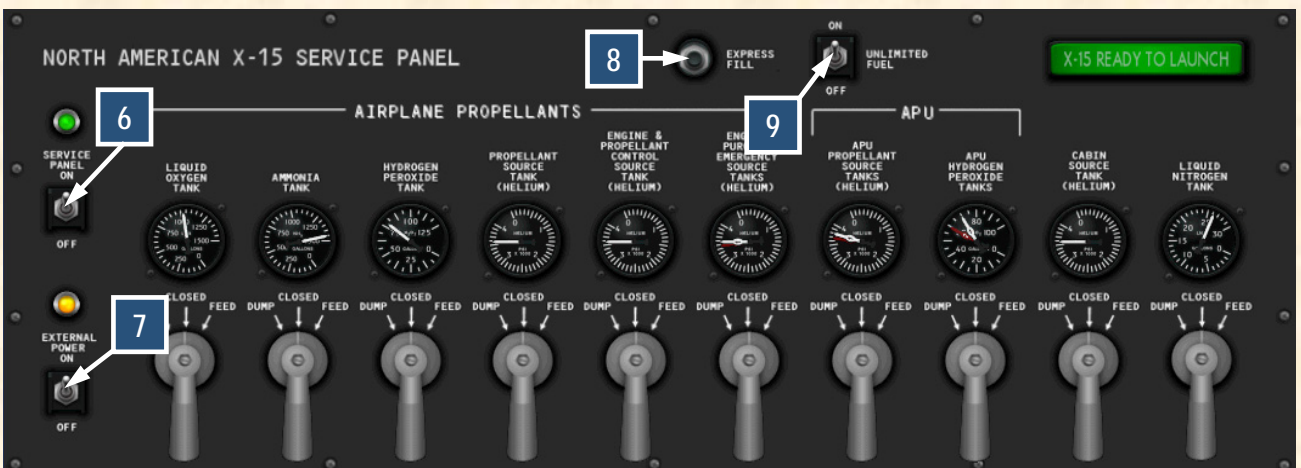 ON
8
EXPRESS
FILL
UNLIMITED
FUEL
OFF
X-15 READY TO LAUNCH
NORTH AMERICAN X-15 SERVICE PANEL
6
9
AIRPLANE PROPELLANTS
APU
SERVICE
PANEL
ON
OFF
LIQUID
OXYGEN
TANK
AMMONIA
TANK
HYDROGEN
PEROXIDE
TANK
PROPELLANT
SOURCE
TANK
(HELIUM)
ENGINE &
PROPELLANT
CONTROL
SOURCE
TANK
(HELIUM)
EMERGENCY
SOURCE
TANKS
(HELIUM)
APU
PROPELLANT
SOURCE
TANKS
(HELIUM)
APU
HYDROGEN
PEROXIDE
TANKS
CABIN
SOURCE
TANK
(HELIUM)
LIQUID
NITROGEN
TANK
7
EXTERNAL
POWER
ON
OFF
CLOSED
FEED
DUMP CLOSED FEED
DUMP CLOSED FEED
DUMP CLOSED FEED
DUMP CLOSED FEED
DUMP CLOSED FEED
DUMP CLOSED FEED
DUMP CLOSED FEED
DUMP CLOSED FEED
DUMP CLOSED FEED